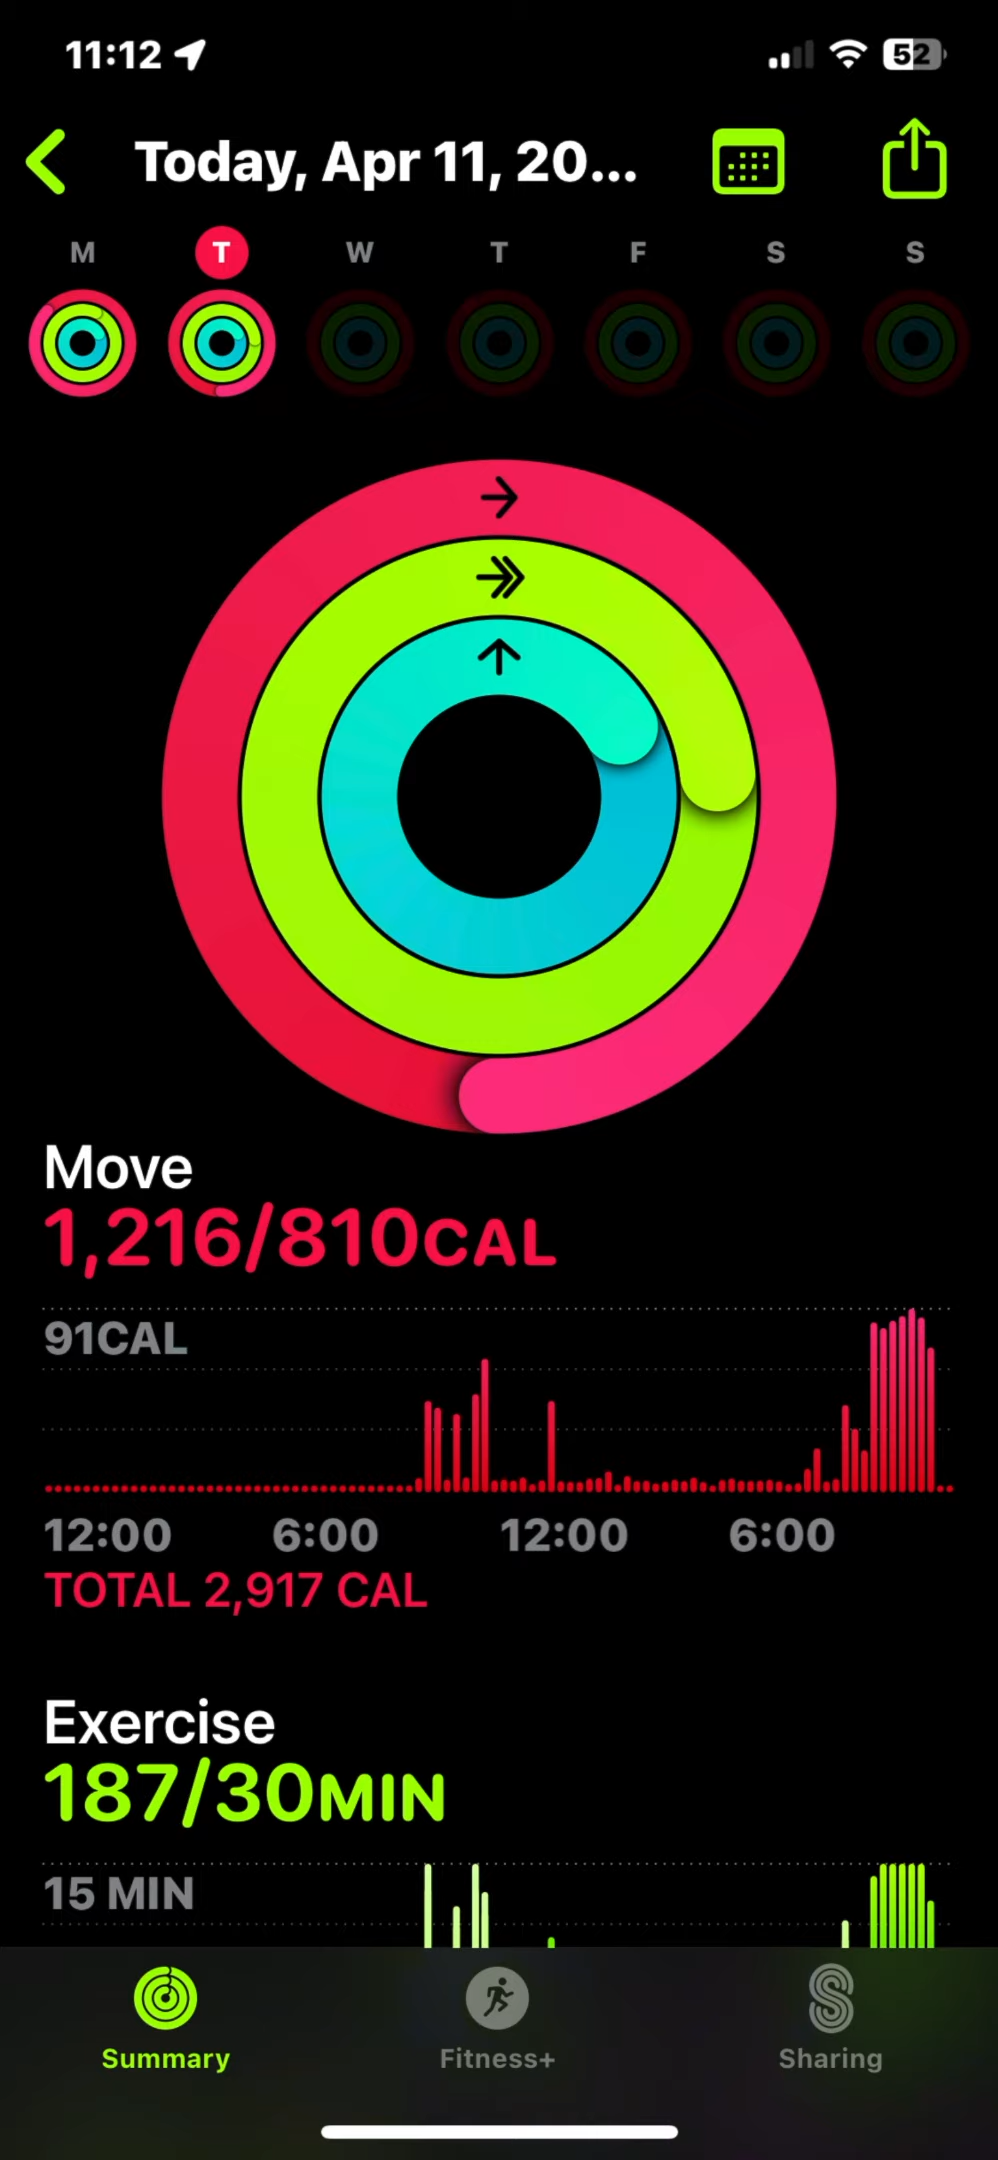 11:12
52
Today, Apr 11, 20...
M T W T F S S
Move
1,216/810CAL
91CAL
12:00 6:00 12:00 6:00
TOTAL 2,917 CAL
Exercise
187/30MIN
15 MIN
Summary Fitness+ Sharing